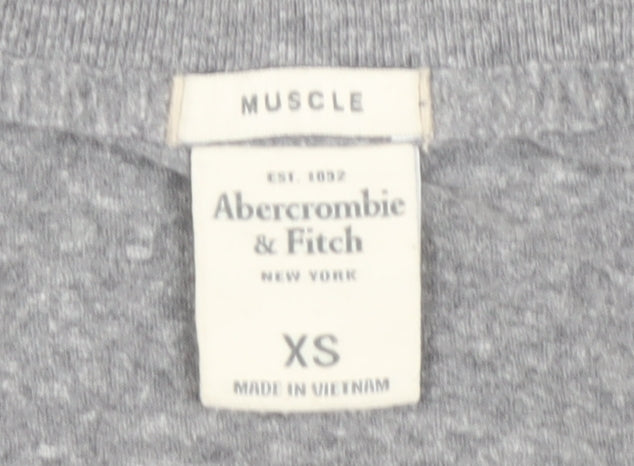 MUSCLE
EST. 1892
Abercrombie
& Fitch
NEW YORK
XS
MADE IN VIETNAM